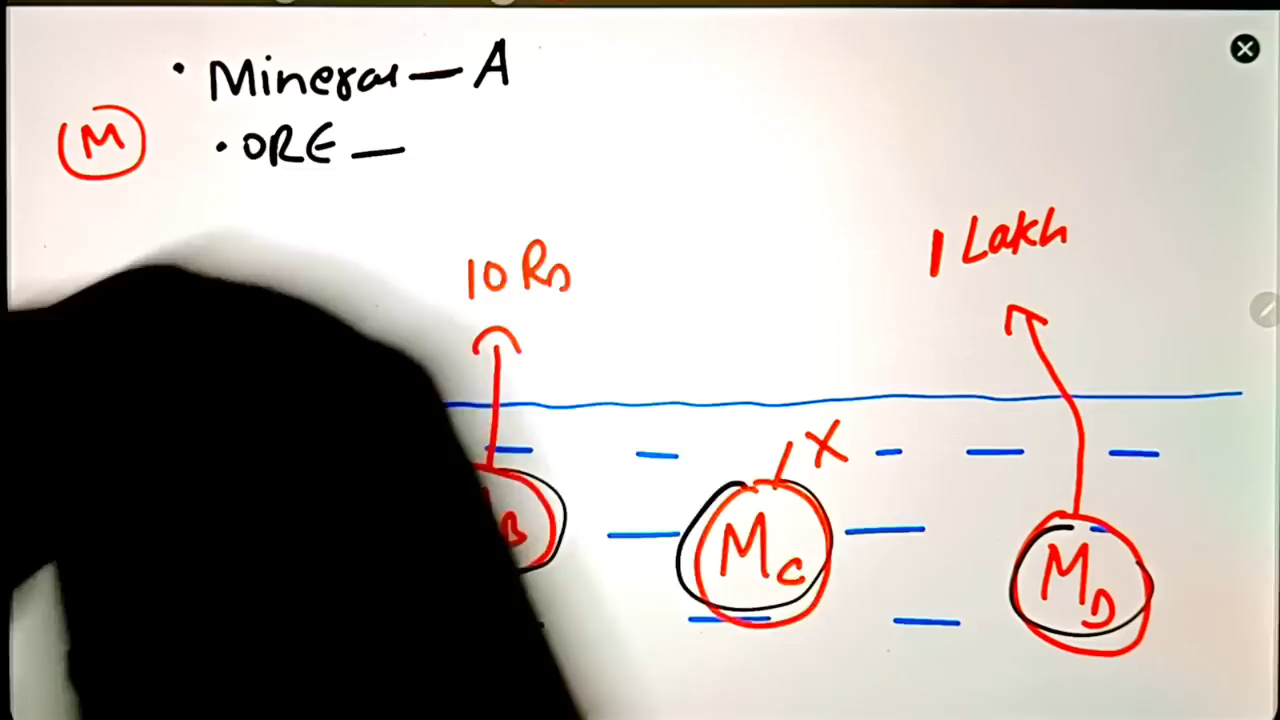 • Mineral — A
M
• ORE —
10 Rs
1 Lakh
X
B
Mc
MD